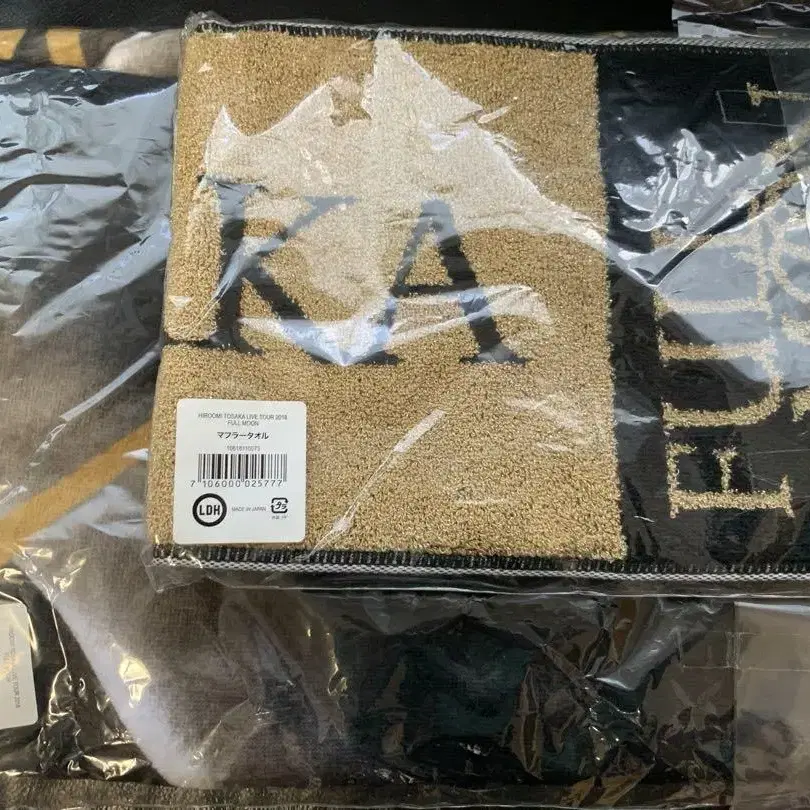 KA
FULL
HIROOMI TOSAKA LIVE TOUR 2018
FULL MOON
マフラータオル
7 106000 025777
LDH
MADE IN JAPAN